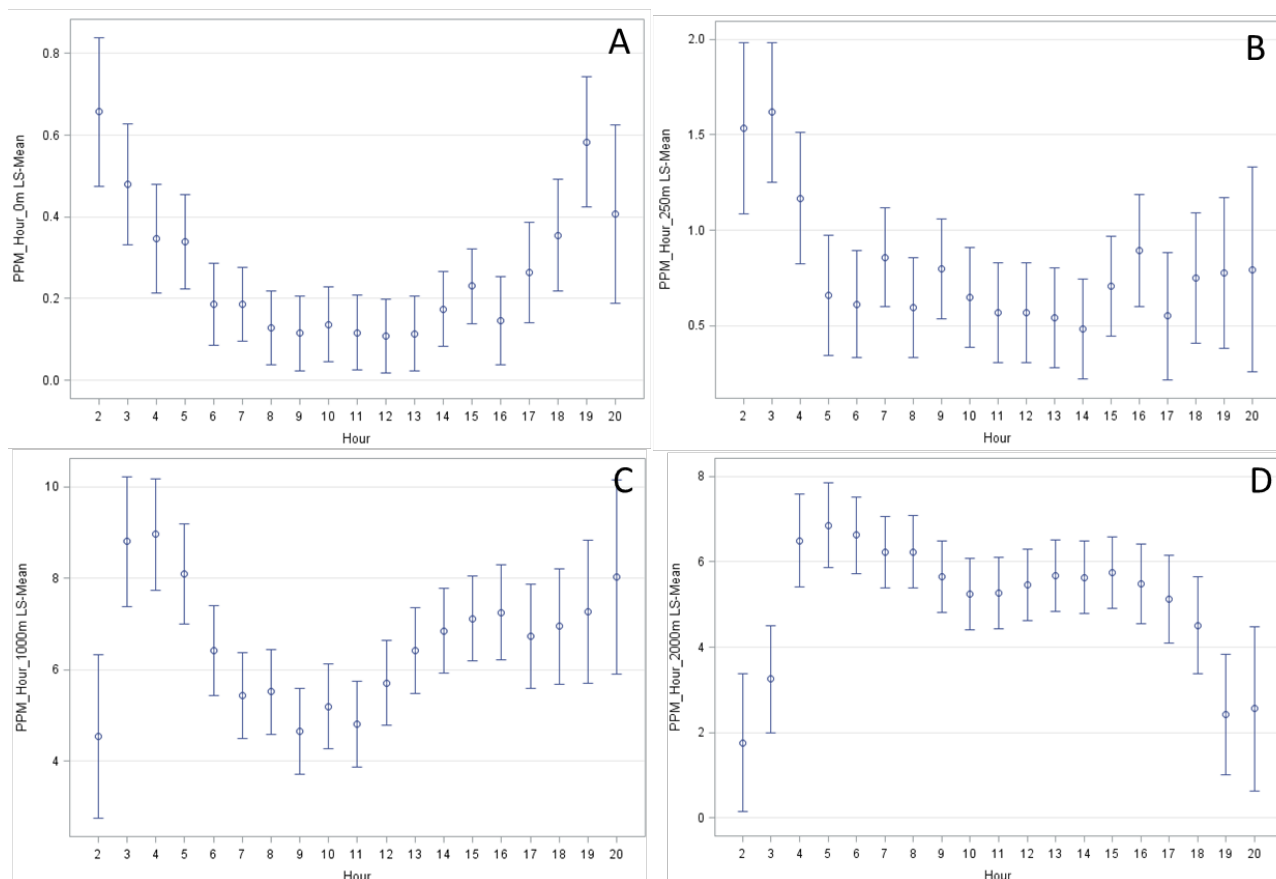 A
PPM_Hour_0m LS-Mean
0.8
0.6
0.4
0.2
0.0
2 3 4 5 6 7 8 9 10 11 12 13 14 15 16 17 18 19 20
Hour
B
PPM_Hour_250m LS-Mean
2.0
1.5
1.0
0.5
2 3 4 5 6 7 8 9 10 11 12 13 14 15 16 17 18 19 20
Hour
C
PPM_Hour_1000m LS-Mean
10
8
6
4
2 3 4 5 6 7 8 9 10 11 12 13 14 15 16 17 18 19 20
Hour
D
PPM_Hour_2000m LS-Mean
8
6
4
2
0
2 3 4 5 6 7 8 9 10 11 12 13 14 15 16 17 18 19 20
Hour